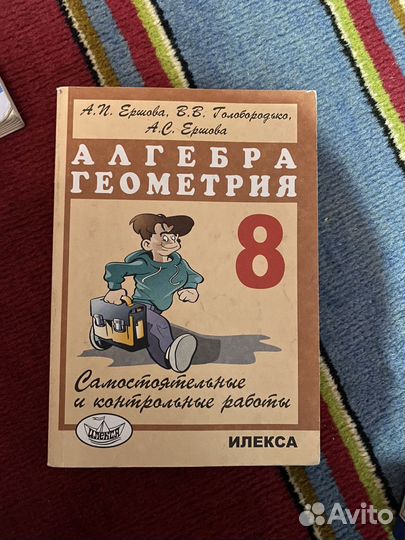 А.П. Ершова, В.В. Голобородько,
А.С. Ершова
АЛГЕБРА
ГЕОМЕТРИЯ
8
Самостоятельные
и контрольные работы
ИЛЕКСА
ИЛЕКСА
Avito